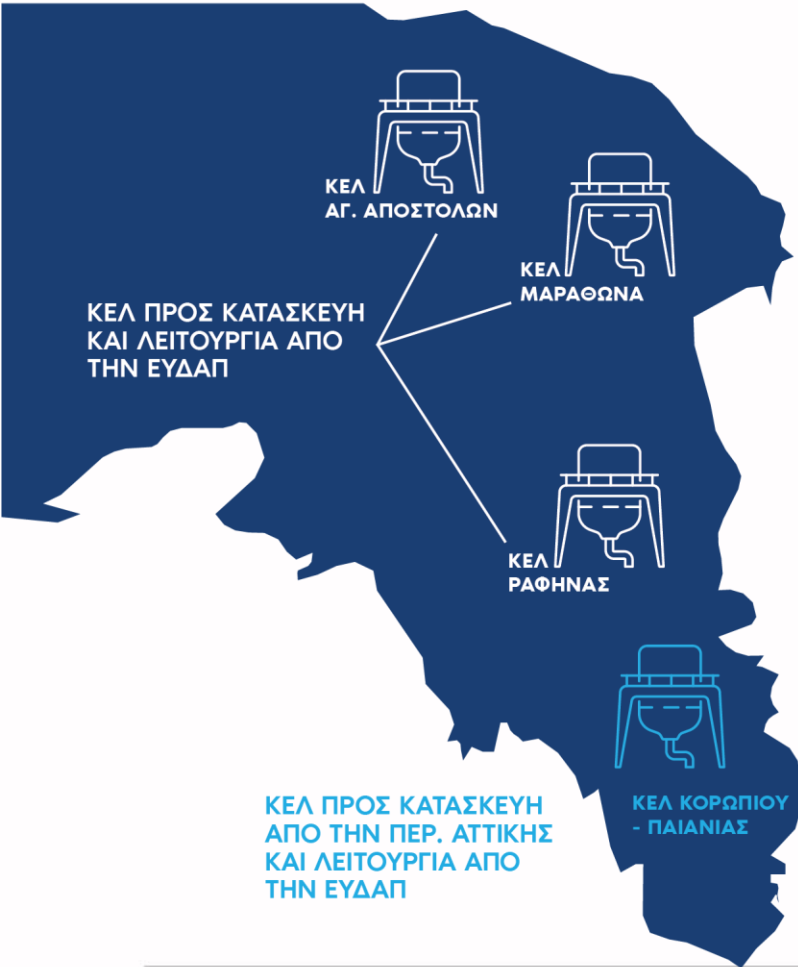 ΚΕΛ
ΑΓ. ΑΠΟΣΤΟΛΩΝ
ΚΕΛ
ΜΑΡΑΘΩΝΑ
ΚΕΛ ΠΡΟΣ ΚΑΤΑΣΚΕΥΗ
ΚΑΙ ΛΕΙΤΟΥΡΓΙΑ ΑΠΟ
ΤΗΝ ΕΥΔΑΠ
ΚΕΛ
ΡΑΦΗΝΑΣ
ΚΕΛ ΚΟΡΩΠΙΟΥ
- ΠΑΙΑΝΙΑΣ
ΚΕΛ ΠΡΟΣ ΚΑΤΑΣΚΕΥΗ
ΑΠΟ ΤΗΝ ΠΕΡ. ΑΤΤΙΚΗΣ
ΚΑΙ ΛΕΙΤΟΥΡΓΙΑ ΑΠΟ
ΤΗΝ ΕΥΔΑΠ